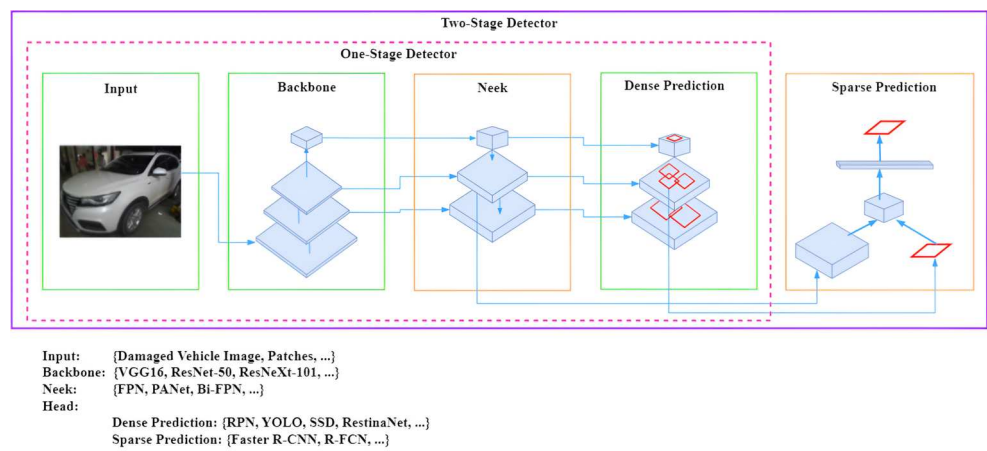 Two-Stage Detector
One-Stage Detector
Input
Backbone
Neek
Dense Prediction
Sparse Prediction
Input: {Damaged Vehicle Image, Patches, ...}
Backbone: {VGG16, ResNet-50, ResNeXt-101, ...}
Neek: {FPN, PANet, Bi-FPN, ...}
Head:
Dense Prediction: {RPN, YOLO, SSD, RestinaNet, ...}
Sparse Prediction: {Faster R-CNN, R-FCN, ...}